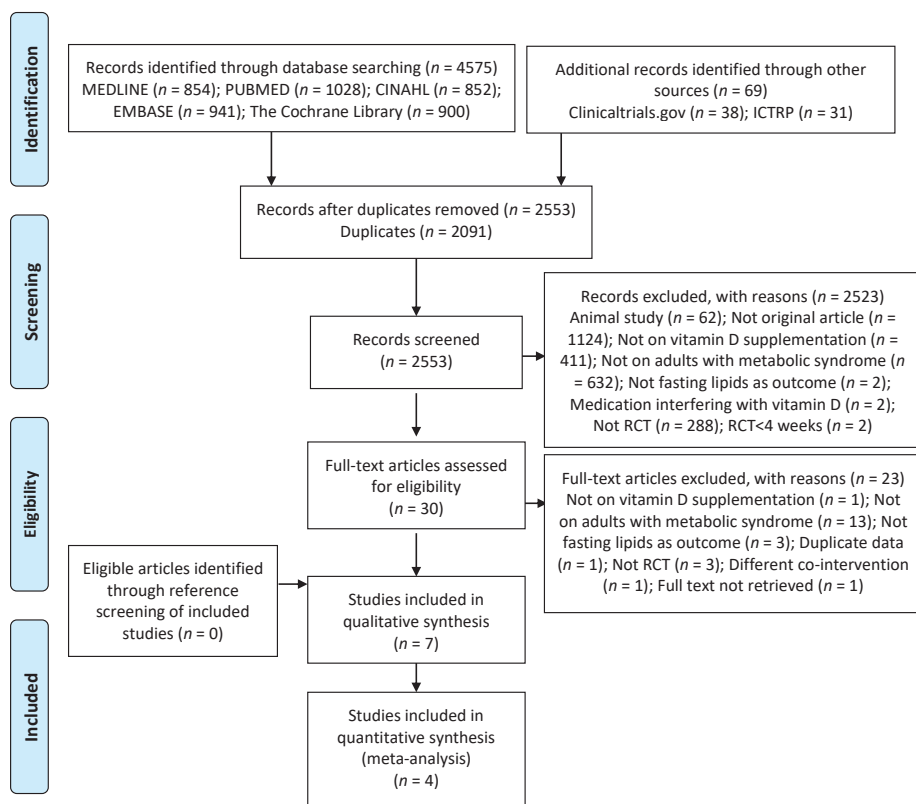 Identification
Records identified through database searching (n = 4575)
MEDLINE (n = 854); PUBMED (n = 1028); CINAHL (n = 852);
EMBASE (n = 941); The Cochrane Library (n = 900)
Additional records identified through other
sources (n = 69)
Clinicaltrials.gov (n = 38); ICTRP (n = 31)
Records after duplicates removed (n = 2553)
Duplicates (n = 2091)
Screening
Records screened
(n = 2553)
Records excluded, with reasons (n = 2523)
Animal study (n = 62); Not original article (n =
1124); Not on vitamin D supplementation (n =
411); Not on adults with metabolic syndrome (n
= 632); Not fasting lipids as outcome (n = 2);
Medication interfering with vitamin D (n = 2);
Not RCT (n = 288); RCT<4 weeks (n = 2)
Eligibility
Full-text articles assessed
for eligibility
(n = 30)
Full-text articles excluded, with reasons (n = 23)
Not on vitamin D supplementation (n = 1); Not
on adults with metabolic syndrome (n = 13); Not
fasting lipids as outcome (n = 3); Duplicate data
(n = 1); Not RCT (n = 3); Different co-intervention
(n = 1); Full text not retrieved (n = 1)
Eligible articles identified
through reference
screening of included
studies (n = 0)
Studies included in
qualitative synthesis
(n = 7)
Included
Studies included in
quantitative synthesis
(meta-analysis)
(n = 4)